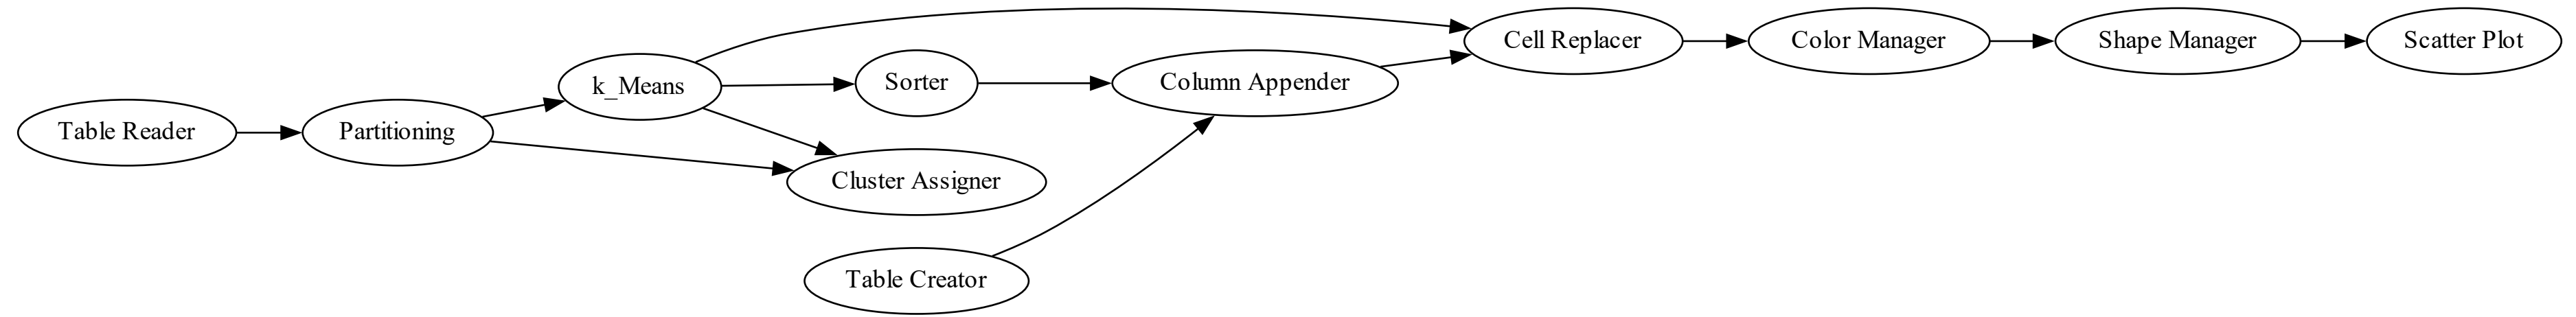 Table Reader
Partitioning
k_Means
Sorter
Cluster Assigner
Table Creator
Column Appender
Cell Replacer
Color Manager
Shape Manager
Scatter Plot